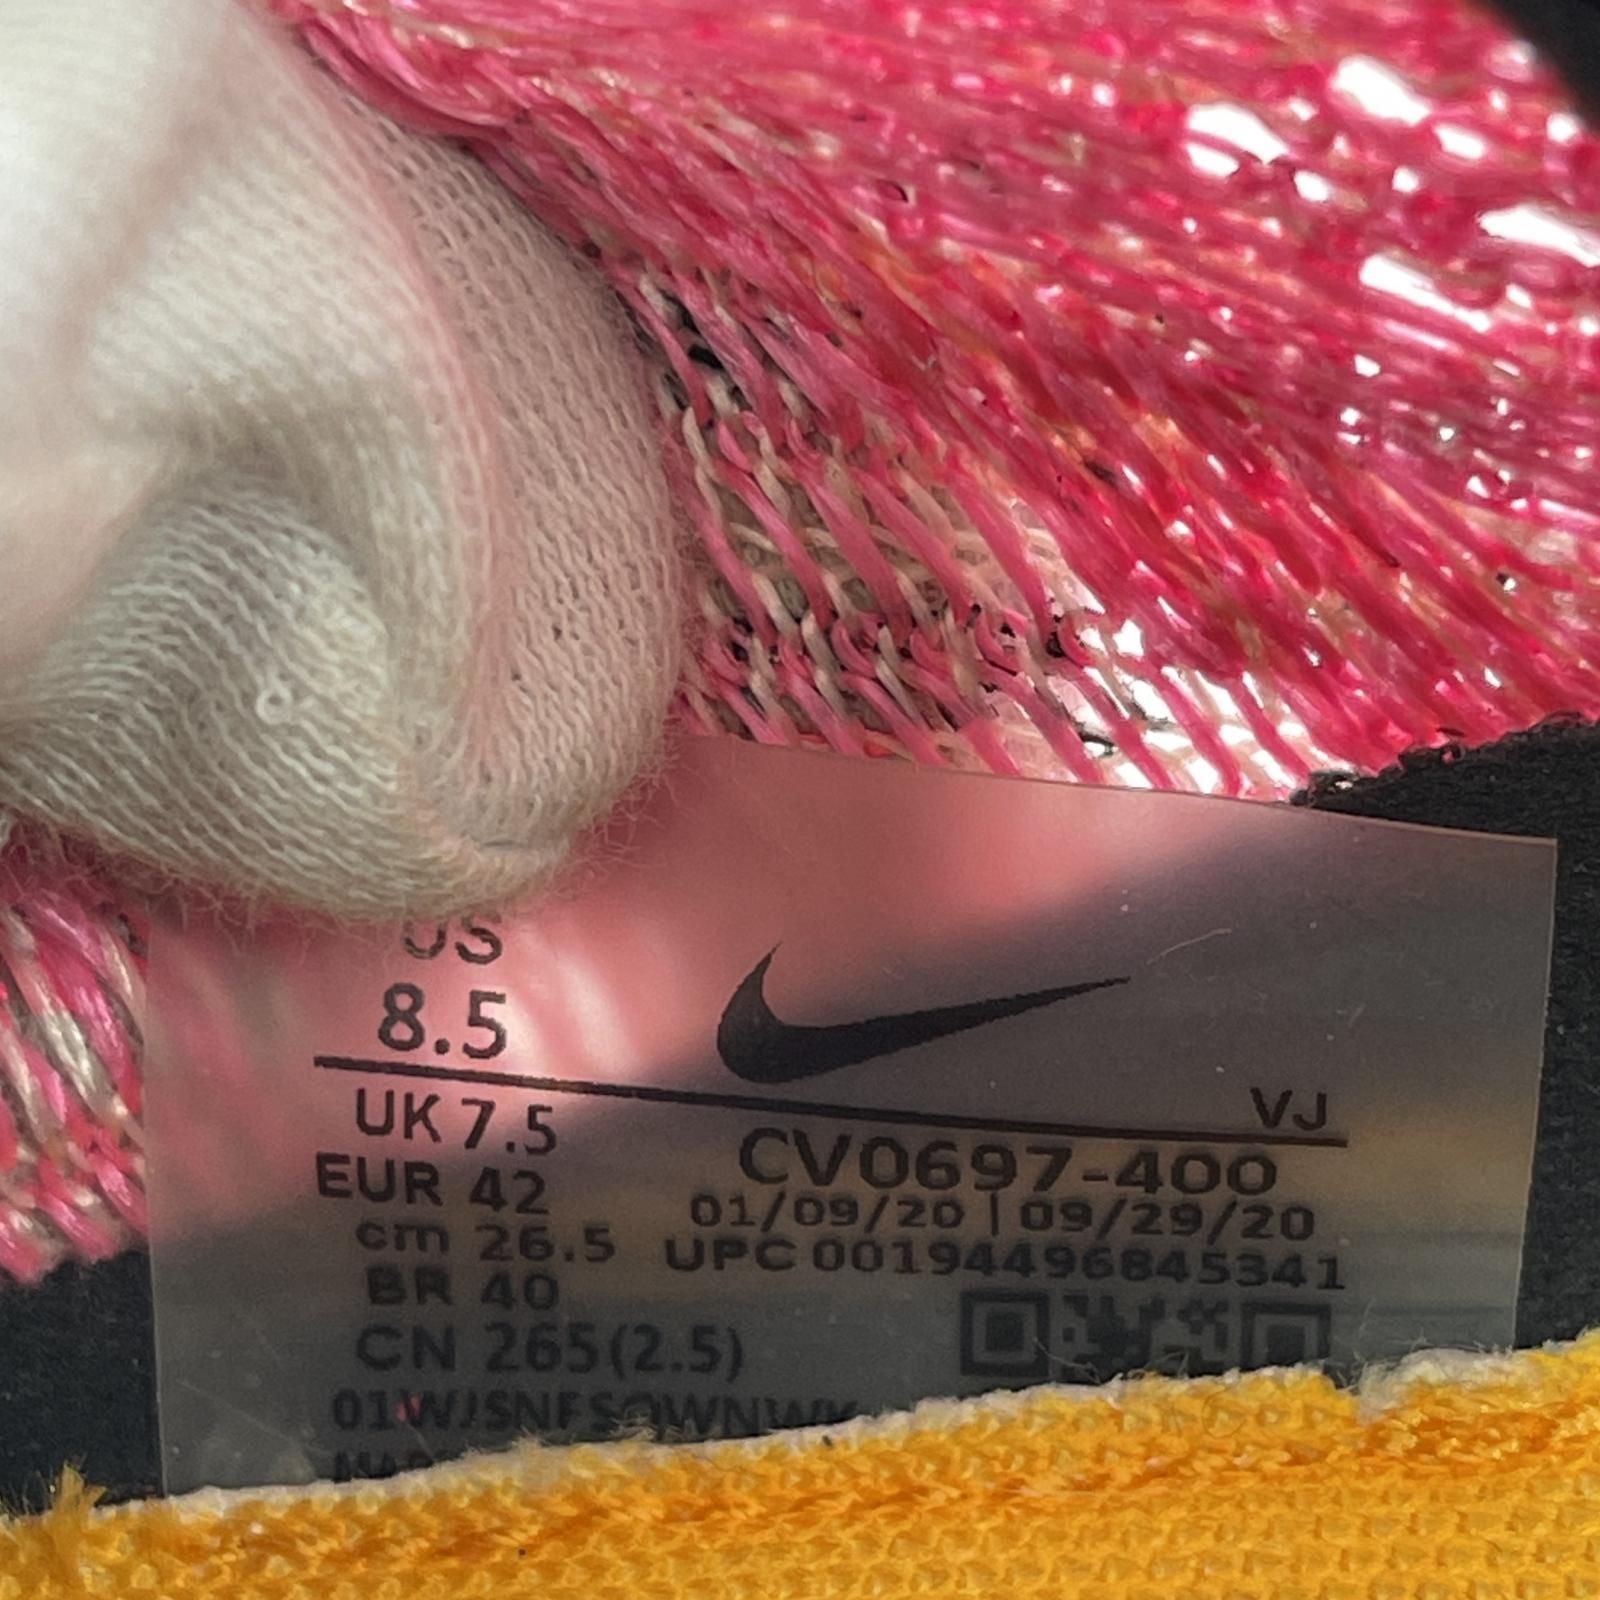 US
8.5
VJ
UK 7.5
CV0697-400
EUR 42
01/09/20 | 09/29/20
cm 26.5
UPC 00194496845341
BR 40
CN 265(2.5)